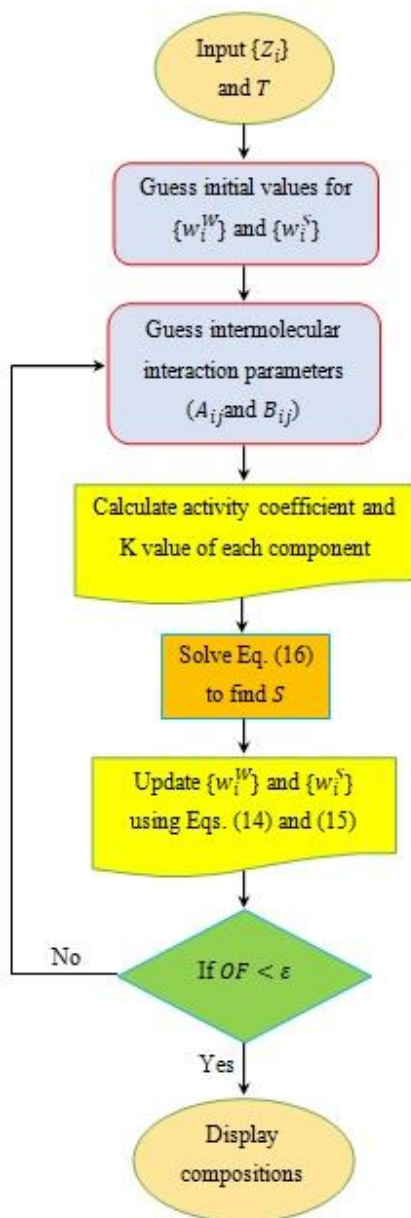 Input {Z_i}
and T
Guess initial values for
{w_i^W} and {w_i^S}
Guess intermolecular
interaction parameters
(A_ij and B_ij)
Calculate activity coefficient and
K value of each component
Solve Eq. (16)
to find S
Update {w_i^W} and {w_i^S}
using Eqs. (14) and (15)
No
If OF < ε
Yes
Display
compositions